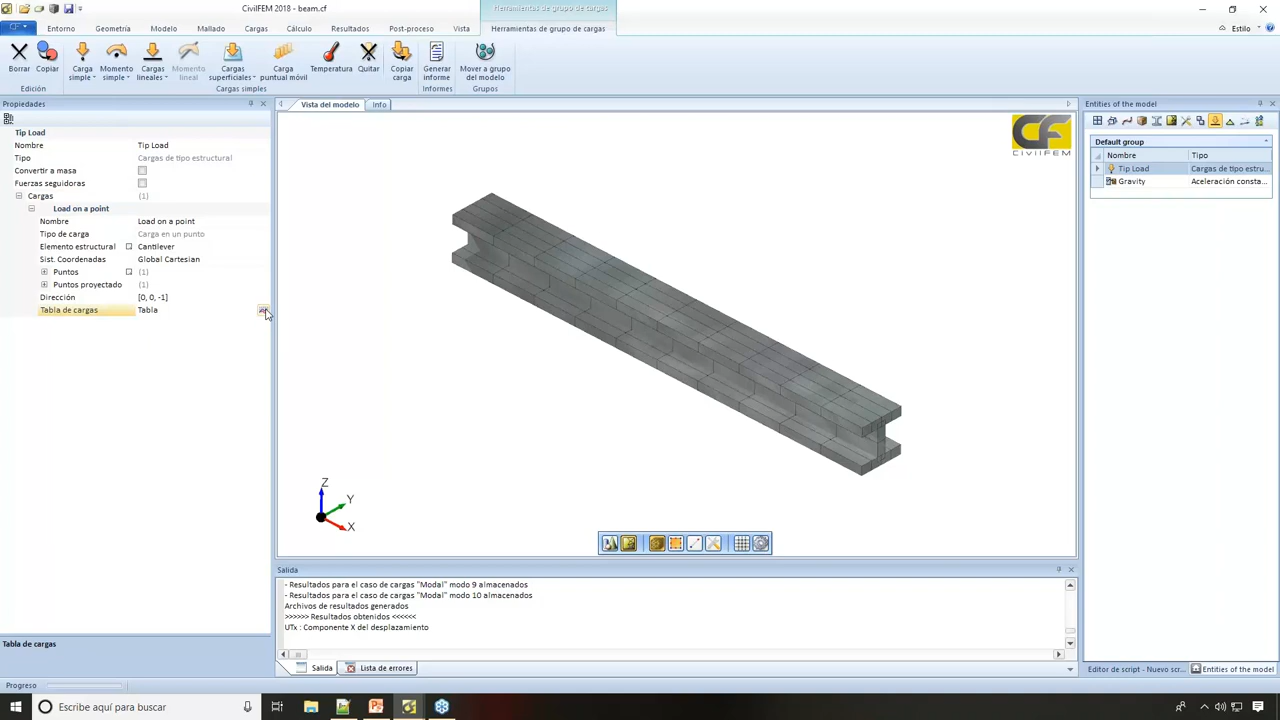 CivilFEM 2018 - beam.cf
Herramientas de grupo de cargas
CF
Entorno
Geometría
Modelo
Mallado
Cargas
Cálculo
Resultados
Post-proceso
Vista
Herramientas de grupo de cargas
Estilo
Borrar
Copiar
Carga simple
Momento simple
Cargas lineales
Momento lineal
Cargas superficiales
Carga puntual móvil
Temperatura
Quitar
Copiar carga
Generar informe
Mover a grupo del modelo
Edición
Cargas simples
Informes
Grupos
Propiedades
Tip Load
Nombre Tip Load
Tipo Cargas de tipo estructural
Convertir a masa
Fuerzas seguidoras
Cargas (1)
Load on a point
Nombre Load on a point
Tipo de carga Carga en un punto
Elemento estructural Cantilever
Sist. Coordenadas Global Cartesian
Puntos (1)
Puntos proyectado (1)
Dirección [0, 0, -1]
Tabla de cargas Tabla
Tabla de cargas
Progreso
Vista del modelo
Info
CF
CIVILFEM
Z
Y
X
Salida
- Resultados para el caso de cargas "Modal" modo 9 almacenados
- Resultados para el caso de cargas "Modal" modo 10 almacenados
Archivos de resultados generados
>>>>>> Resultados obtenidos <<<<<<
UTx : Componente X del desplazamiento
Salida
Lista de errores
Entities of the model
Default group
Nombre Tipo
Tip Load Cargas de tipo estru...
Gravity Aceleración consta...
Editor de script - Nuevo scr...
Entities of the model
Escribe aquí para buscar